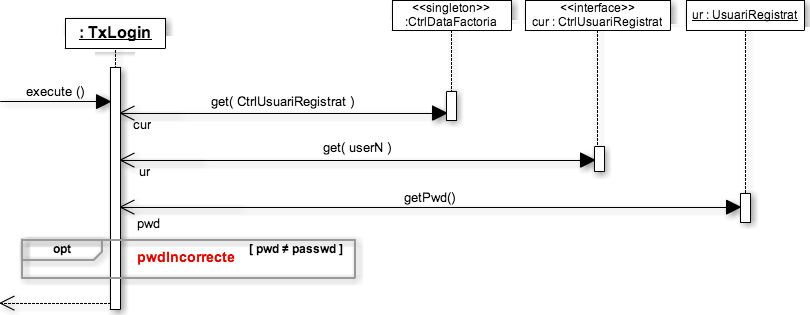 <<singleton>>
:CtrlDataFactoria
<<interface>>
cur : CtrlUsuariRegistrat
ur : UsuariRegistrat
: TxLogin
execute ()
get( CtrlUsuariRegistrat )
cur
get( userN )
ur
getPwd()
pwd
opt
[ pwd ≠ passwd ]
pwdIncorrecte